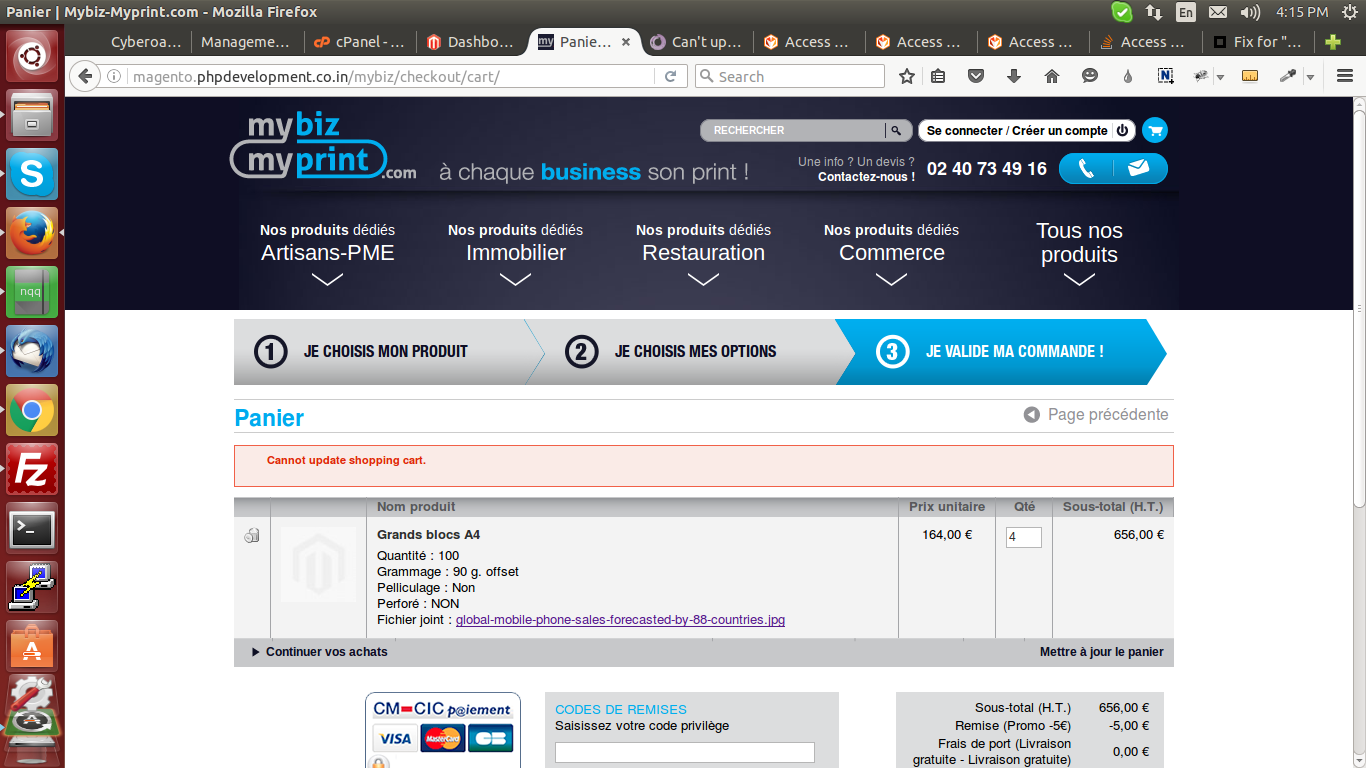 Panier | Mybiz-Myprint.com - Mozilla Firefox
En
4:15 PM
Cyberoa...
Manageme...
cPanel - ...
Dashbo...
my
Panie...
Can't up...
Access ...
Access ...
Access ...
Access ...
Fix for "...
magento.phpdevelopment.co.in/mybiz/checkout/cart/
Search
mybiz
myprint.com
à chaque business son print !
RECHERCHER
Se connecter / Créer un compte
Une info ? Un devis ?
Contactez-nous !
02 40 73 49 16
Nos produits dédiés
Artisans-PME
Nos produits dédiés
Immobilier
Nos produits dédiés
Restauration
Nos produits dédiés
Commerce
Tous nos
produits
1 JE CHOISIS MON PRODUIT
2 JE CHOISIS MES OPTIONS
3 JE VALIDE MA COMMANDE !
Panier
Page précédente
Cannot update shopping cart.
Nom produit
Prix unitaire
Qté
Sous-total (H.T.)
Grands blocs A4
164,00 €
4
656,00 €
Quantité : 100
Grammage : 90 g. offset
Pelliculage : Non
Perforé : NON
Fichier joint : global-mobile-phone-sales-forecasted-by-88-countries.jpg
Continuer vos achats
Mettre à jour le panier
CM-CIC p@iement
VISA
MasterCard
CB
CODES DE REMISES
Saisissez votre code privilège
Sous-total (H.T.) 656,00 €
Remise (Promo -5€) -5,00 €
Frais de port (Livraison
gratuite - Livraison gratuite) 0,00 €
S
nqq
Fz
>_
A